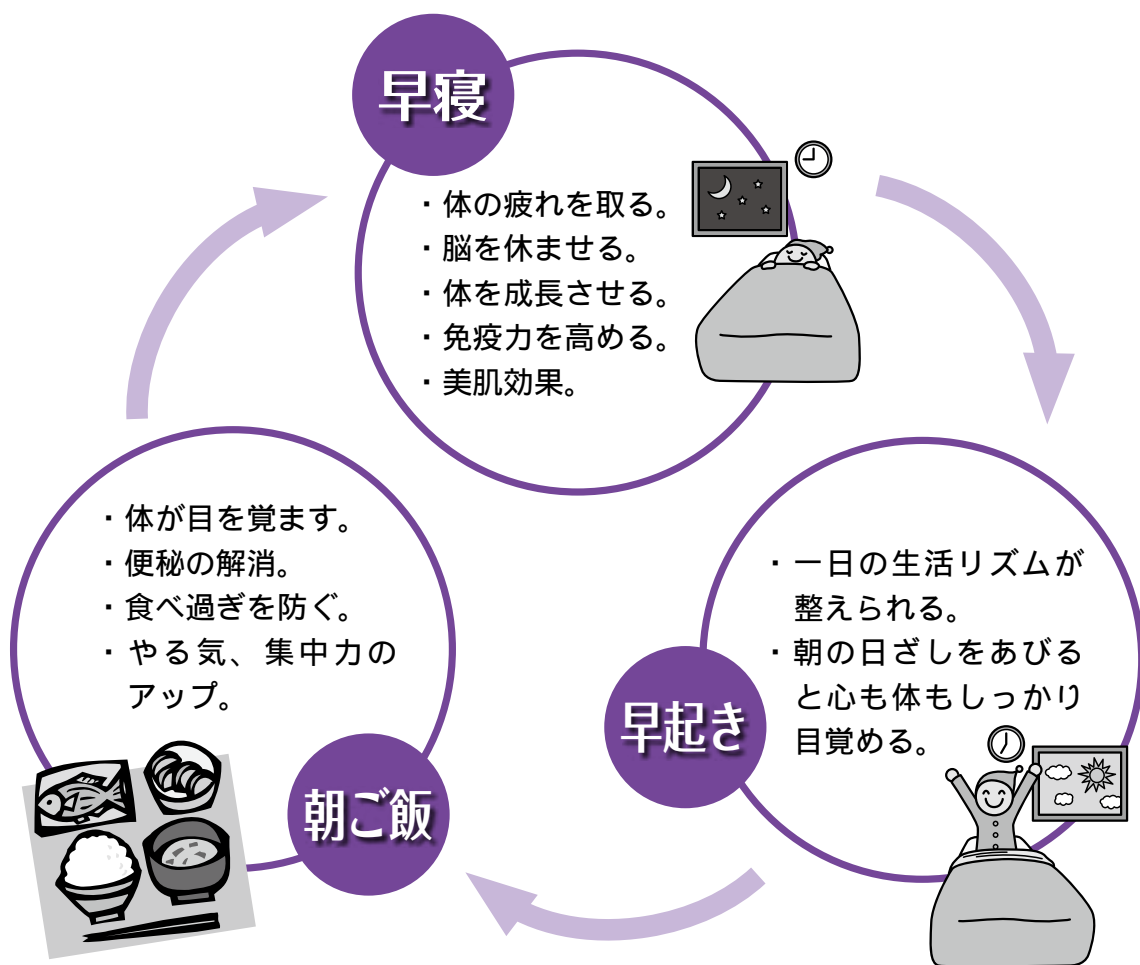 早寝
・体の疲れを取る。
・脳を休ませる。
・体を成長させる。
・免疫力を高める。
・美肌効果。
・一日の生活リズムが
整えられる。
・朝の日ざしをあびる
と心も体もしっかり
目覚める。
早起き
・体が目を覚ます。
・便秘の解消。
・食べ過ぎを防ぐ。
・やる気、集中力の
アップ。
朝ご飯